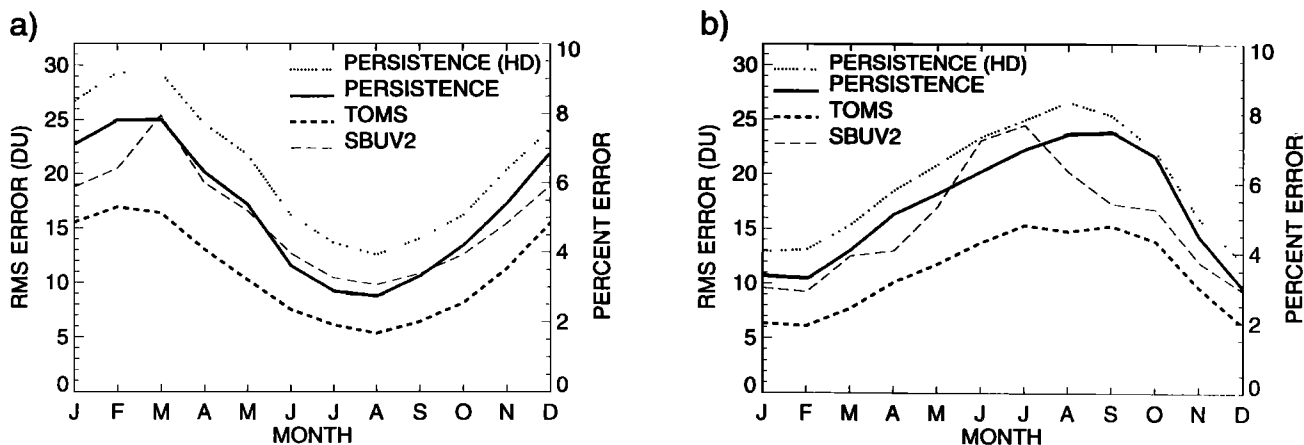 a)
RMS ERROR (DU)
30
25
20
15
10
5
0
PERSISTENCE (HD)
PERSISTENCE
TOMS
SBUV2
10
8
6
4
2
0
PERCENT ERROR
J F M A M J J A S O N D
MONTH
b)
RMS ERROR (DU)
30
25
20
15
10
5
0
PERSISTENCE (HD)
PERSISTENCE
TOMS
SBUV2
10
8
6
4
2
0
PERCENT ERROR
J F M A M J J A S O N D
MONTH